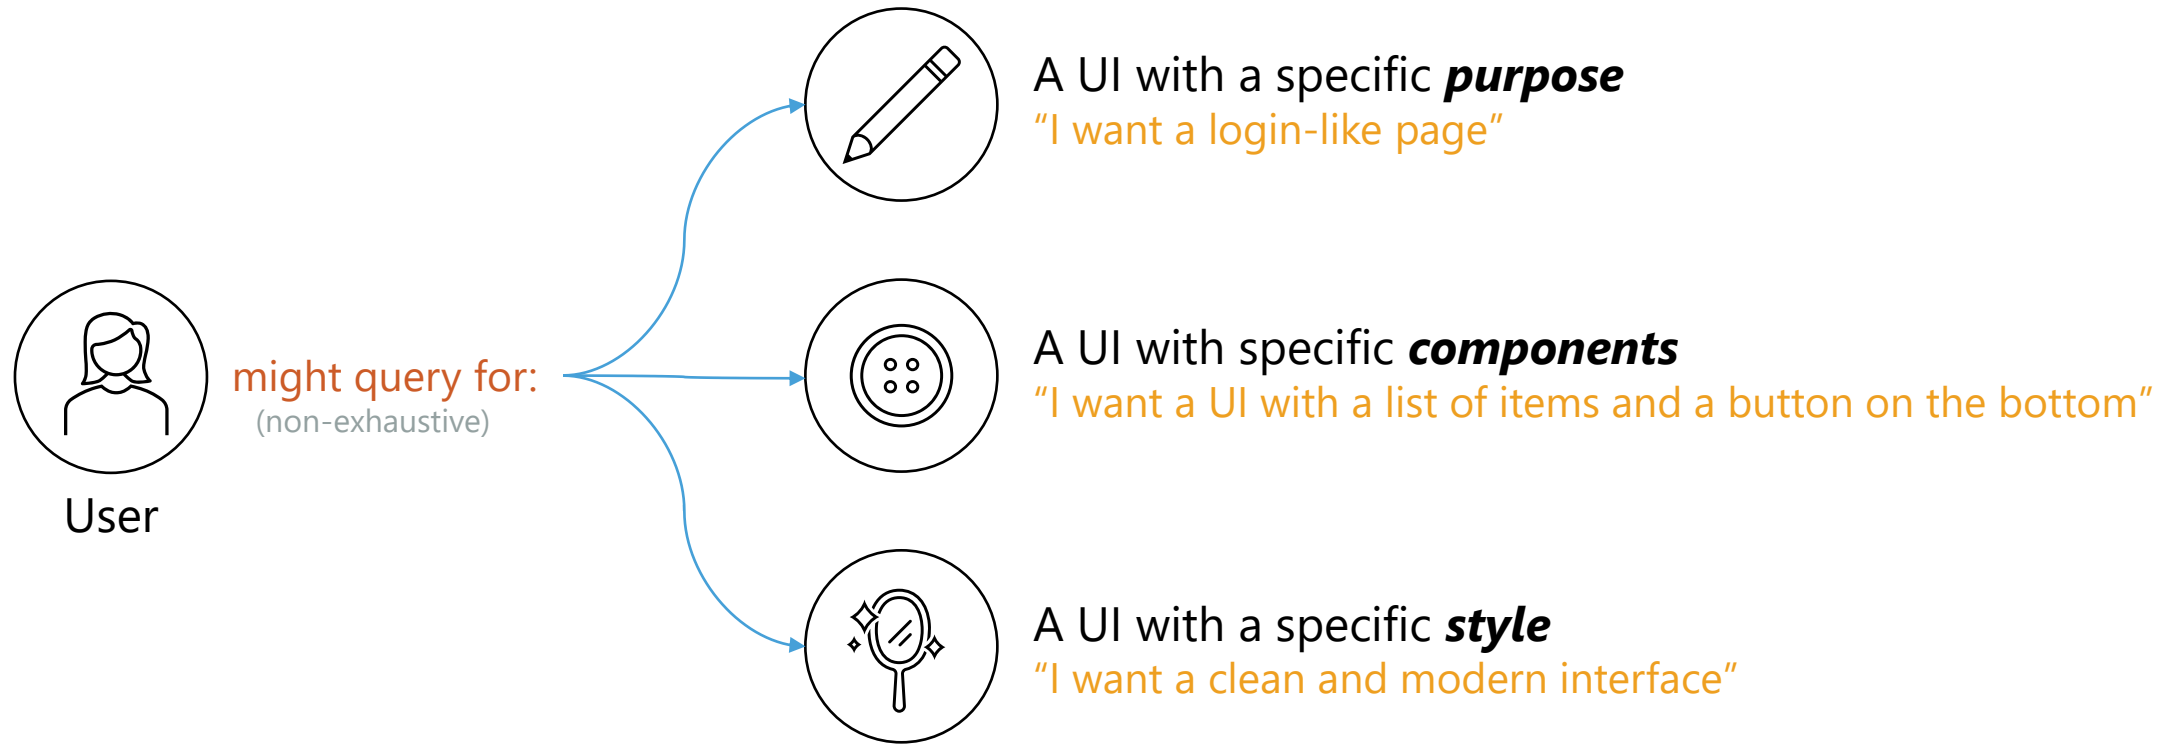 A UI with a specific purpose
“I want a login-like page”
User
might query for:
(non-exhaustive)
A UI with specific components
“I want a UI with a list of items and a button on the bottom”
A UI with a specific style
“I want a clean and modern interface”